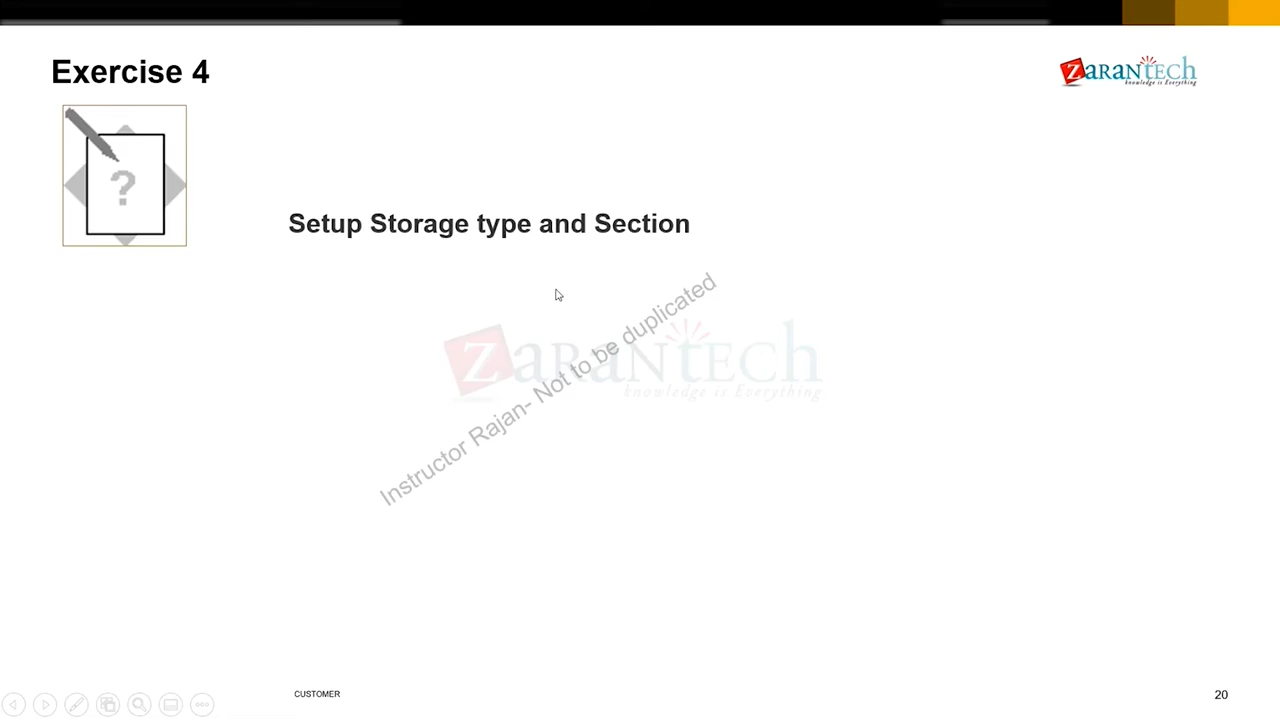 Exercise 4
ZARANTECH
knowledge is Everything
?
Setup Storage type and Section
Instructor Rajan- Not to be duplicated
ZARANTECH
knowledge is Everything
CUSTOMER
20